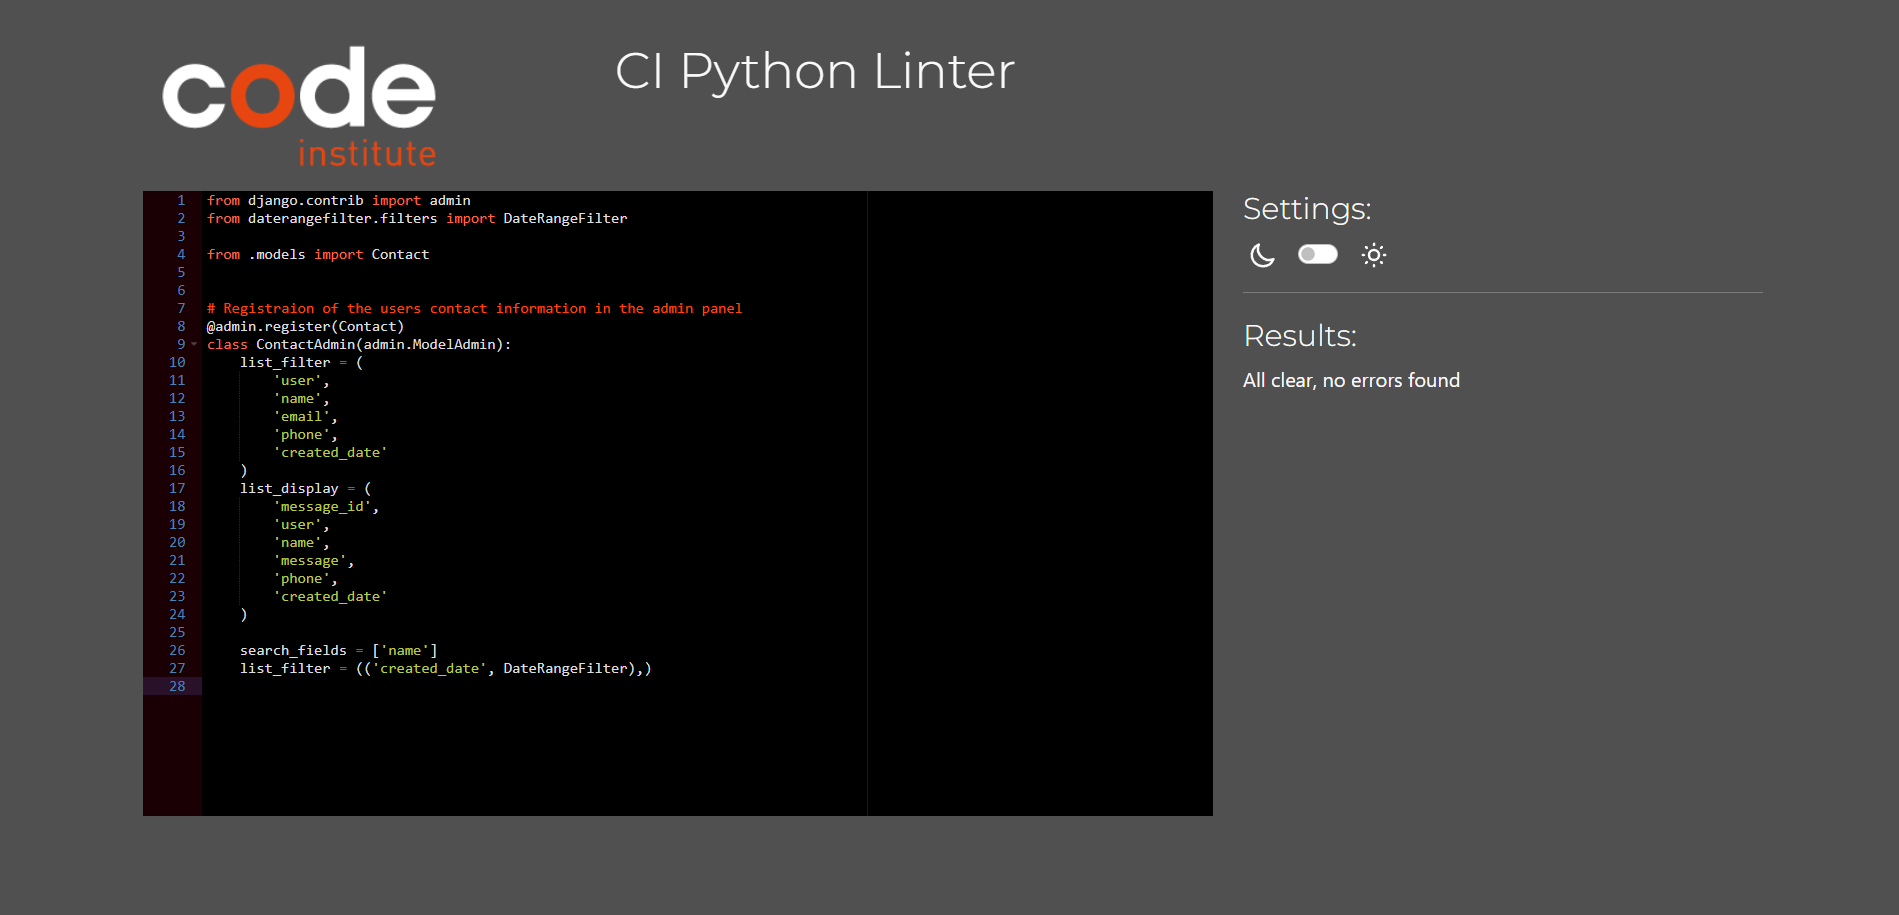 code
institute
CI Python Linter
1 from django.contrib import admin
2 from daterangefilter.filters import DateRangeFilter
3
4 from .models import Contact
5
6
7 # Registraion of the users contact information in the admin panel
8 @admin.register(Contact)
9 class ContactAdmin(admin.ModelAdmin):
10     list_filter = (
11         'user',
12         'name',
13         'email',
14         'phone',
15         'created_date'
16     )
17     list_display = (
18         'message_id',
19         'user',
20         'name',
21         'message',
22         'phone',
23         'created_date'
24     )
25
26     search_fields = ['name']
27     list_filter = (('created_date', DateRangeFilter),)
28
Settings:
Results:
All clear, no errors found